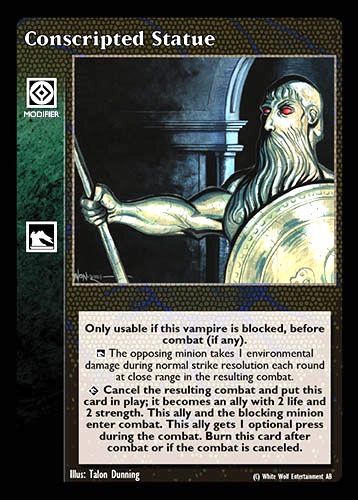 Conscripted Statue
MODIFIER
Only usable if this vampire is blocked, before
combat (if any).
The opposing minion takes 1 environmental
damage during normal strike resolution each round
at close range in the resulting combat.
Cancel the resulting combat and put this
card in play; it becomes an ally with 2 life and
2 strength. This ally and the blocking minion
enter combat. This ally gets 1 optional
press during the combat. Burn this card after
combat or if the combat is canceled.
Illus: Talon Dunning
(C) White Wolf Entertainment AB